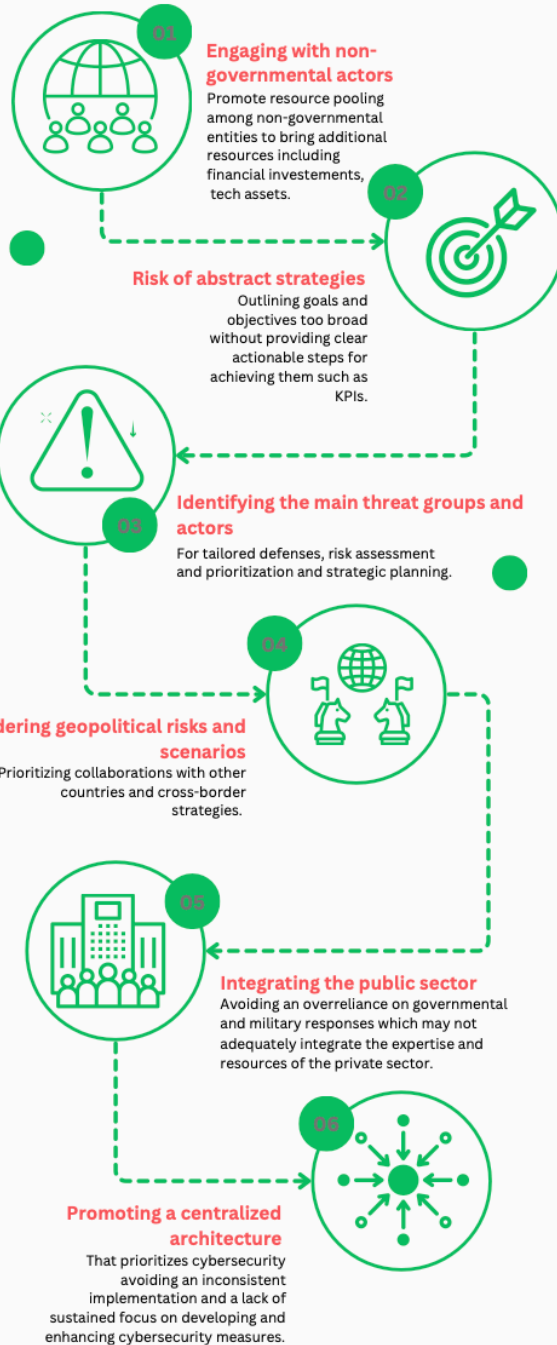 01
Engaging with non-
governmental actors
Promote resource pooling
among non-governmental
entities to bring additional
resources including
financial investements,
tech assets.
02
Risk of abstract strategies
Outlining goals and
objectives too broad
without providing clear
actionable steps for
achieving them such as
KPIs.
03
Identifying the main threat groups and
actors
For tailored defenses, risk assessment
and prioritization and strategic planning.
04
dering geopolitical risks and
scenarios
Prioritizing collaborations with other
countries and cross-border
strategies.
05
Integrating the public sector
Avoiding an overreliance on governmental
and military responses which may not
adequately integrate the expertise and
resources of the private sector.
06
Promoting a centralized
architecture
That prioritizes cybersecurity
avoiding an inconsistent
implementation and a lack of
sustained focus on developing and
enhancing cybersecurity measures.